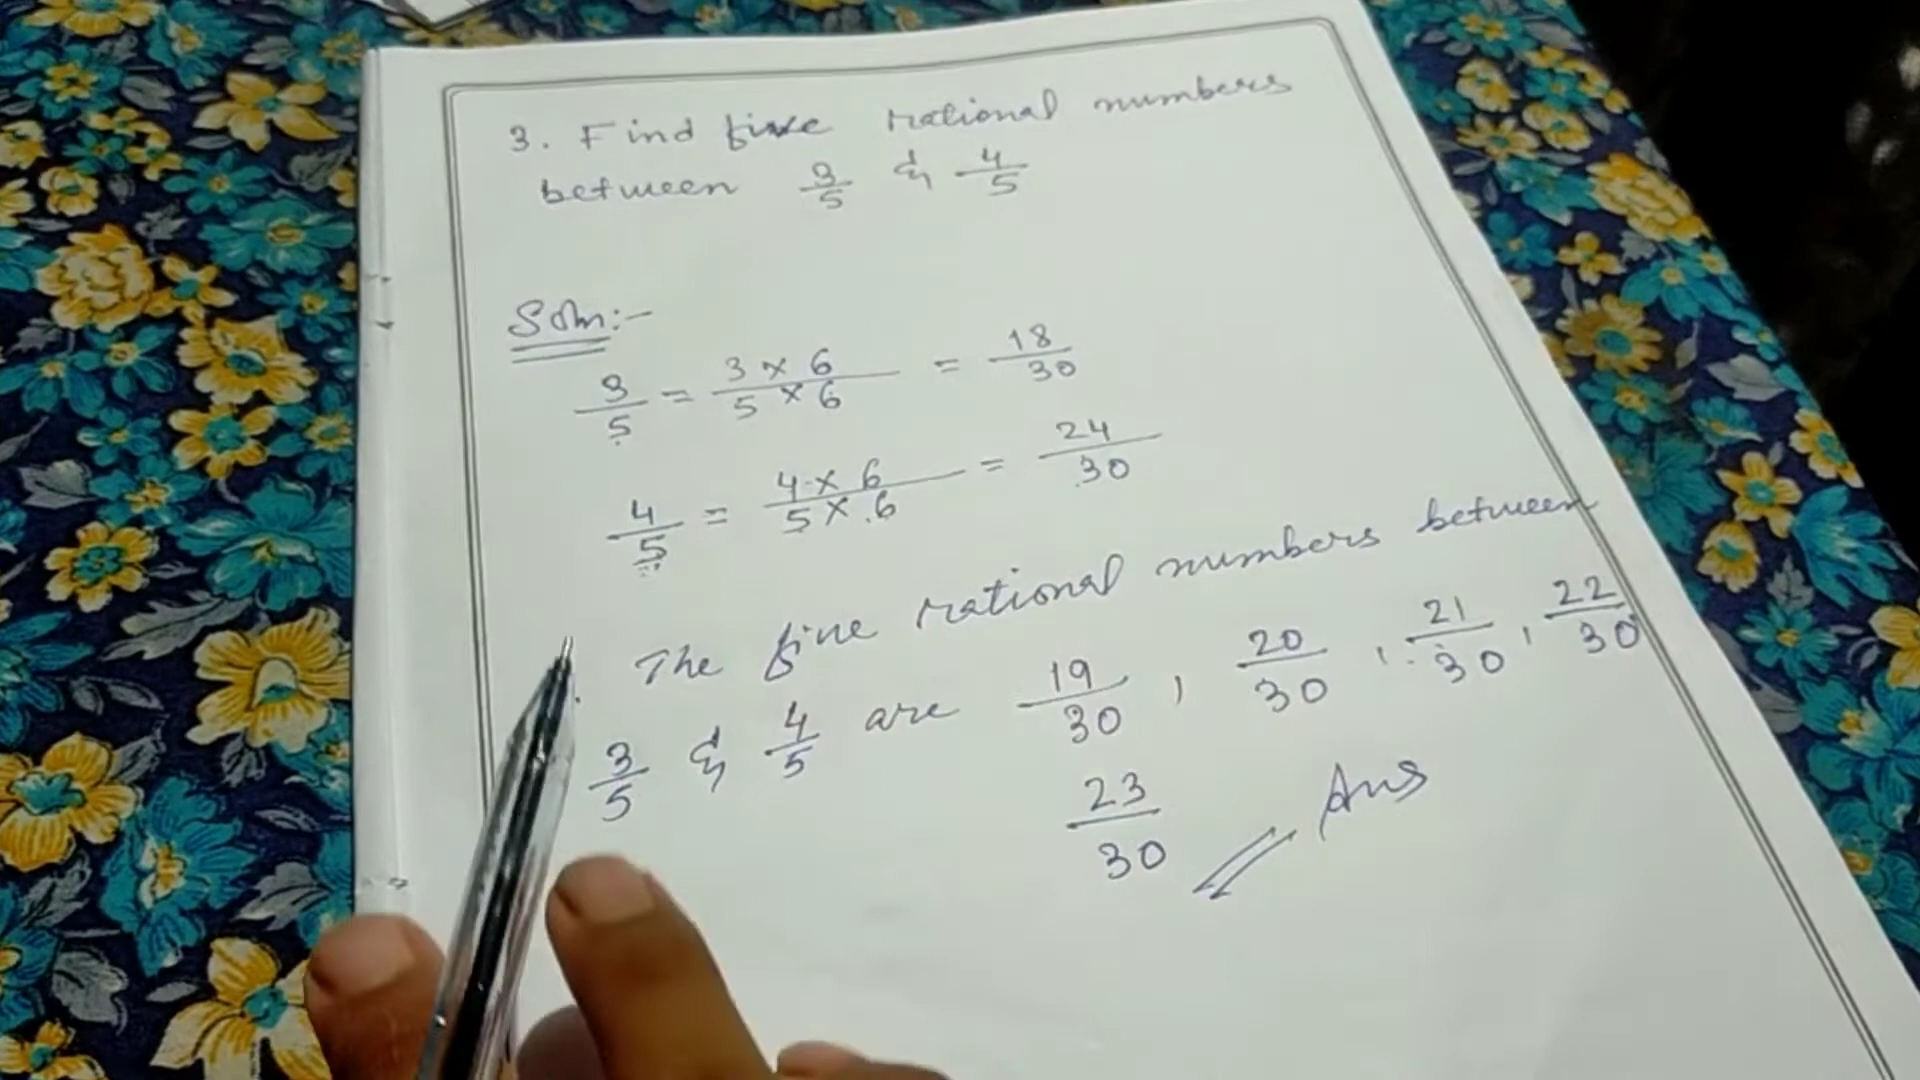 3. Find five rational numbers
between 3/5 & 4/5
Soln:-
3/5 = 3 × 6 / 5 × 6 = 18/30
4/5 = 4 × 6 / 5 × 6 = 24/30
The five rational numbers between
3/5 & 4/5 are 19/30, 20/30, 21/30, 22/30
23/30 Ans